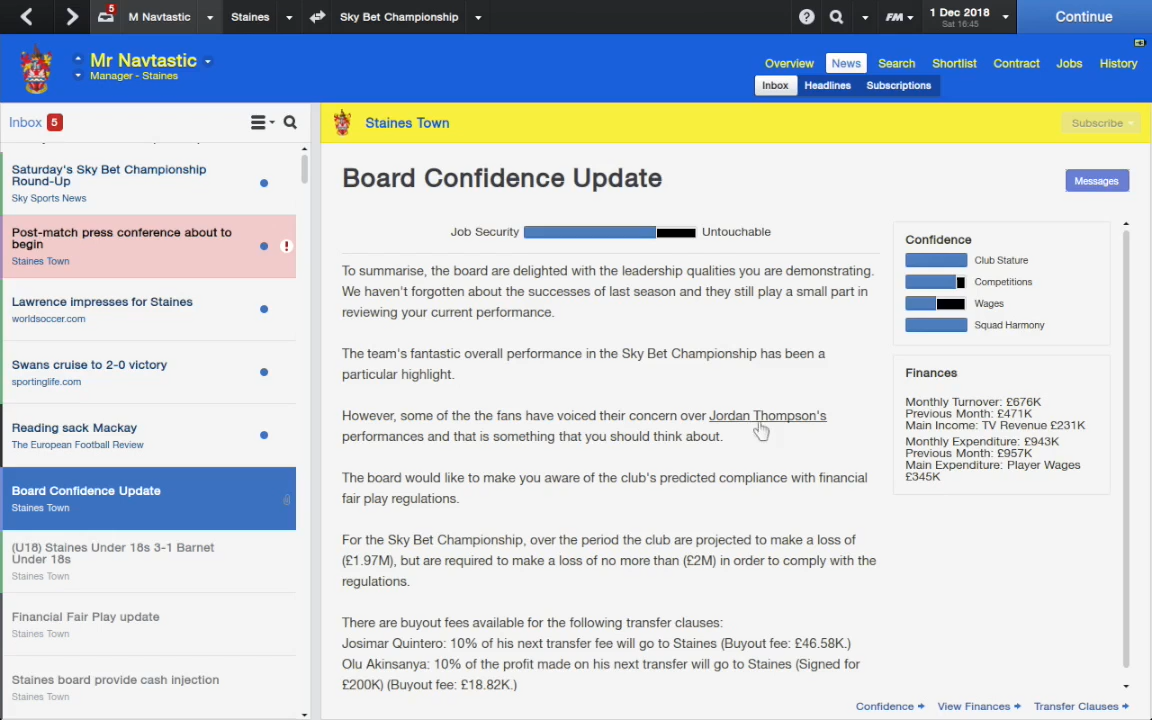 5
M Navtastic
Staines
Sky Bet Championship
?
FM
1 Dec 2018
Sat 16:45
Continue
Mr Navtastic
Manager - Staines
Overview
News
Search
Shortlist
Contract
Jobs
History
Inbox
Headlines
Subscriptions
Inbox 5
Saturday's Sky Bet Championship
Round-Up
Sky Sports News
Post-match press conference about to
begin
Staines Town
Lawrence impresses for Staines
worldsoccer.com
Swans cruise to 2-0 victory
sportinglife.com
Reading sack Mackay
The European Football Review
Board Confidence Update
Staines Town
(U18) Staines Under 18s 3-1 Barnet
Under 18s
Staines Town
Financial Fair Play update
Staines Town
Staines board provide cash injection
Staines Town
Staines Town
Subscribe
Board Confidence Update
Messages
Job Security
Untouchable
To summarise, the board are delighted with the leadership qualities you are demonstrating.
We haven't forgotten about the successes of last season and they still play a small part in
reviewing your current performance.
The team's fantastic overall performance in the Sky Bet Championship has been a
particular highlight.
However, some of the the fans have voiced their concern over Jordan Thompson's
performances and that is something that you should think about.
The board would like to make you aware of the club's predicted compliance with financial
fair play regulations.
For the Sky Bet Championship, over the period the club are projected to make a loss of
(£1.97M), but are required to make a loss of no more than (£2M) in order to comply with the
regulations.
There are buyout fees available for the following transfer clauses:
Josimar Quintero: 10% of his next transfer fee will go to Staines (Buyout fee: £46.58K.)
Olu Akinsanya: 10% of the profit made on his next transfer will go to Staines (Signed for
£200K) (Buyout fee: £18.82K.)
Confidence
Club Stature
Competitions
Wages
Squad Harmony
Finances
Monthly Turnover: £676K
Previous Month: £471K
Main Income: TV Revenue £231K
Monthly Expenditure: £943K
Previous Month: £957K
Main Expenditure: Player Wages
£345K
Confidence
View Finances
Transfer Clauses